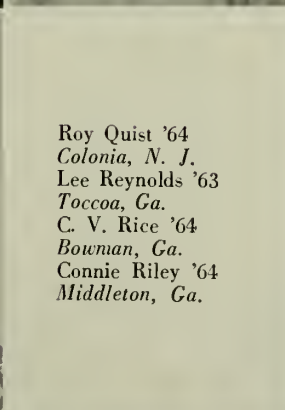 Roy Quist ’64
Colonia, N. J.
Lee Reynolds ’63
Toccoa, Ga.
C. V. Rice ’64
Bowman, Ga.
Connie Riley ’64
Middleton, Ga.